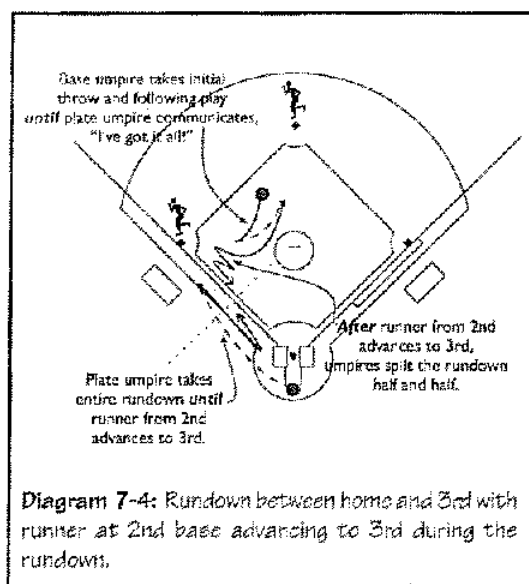 Base umpire takes initial
throw and following play
until plate umpire communicates,
"I've got it all!"
After runner from 2nd
advances to 3rd,
umpires split the rundown
half and half.
Plate umpire takes
entire rundown until
runner from 2nd
advances to 3rd.
Diagram 7-4: Rundown between home and 3rd with
runner at 2nd base advancing to 3rd during the
rundown.